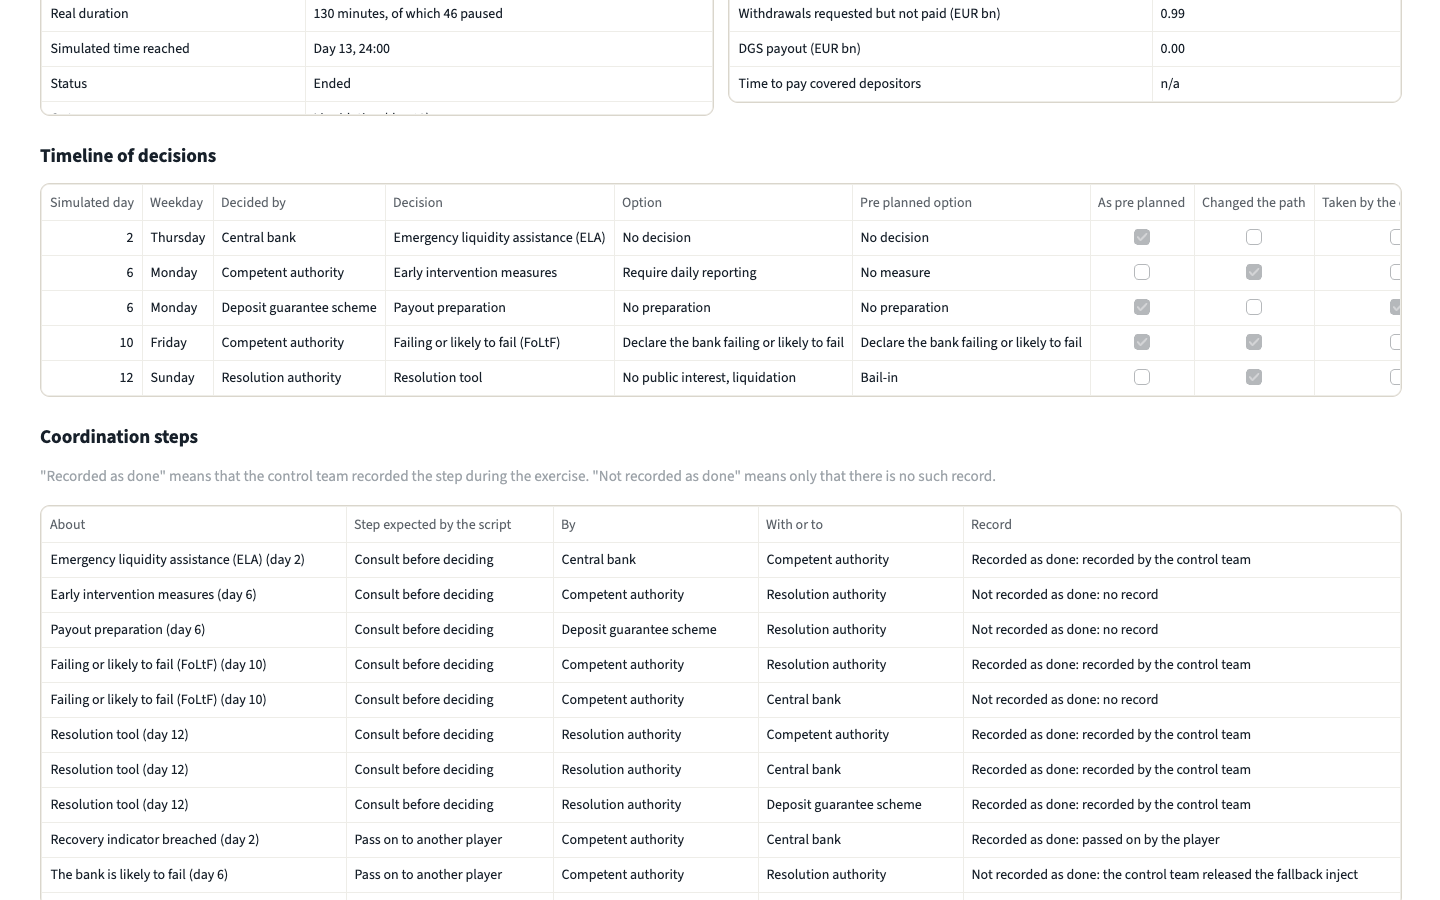 Real duration 130 minutes, of which 46 paused
Simulated time reached Day 13, 24:00
Status Ended
Withdrawals requested but not paid (EUR bn) 0.99
DGS payout (EUR bn) 0.00
Time to pay covered depositors n/a
Timeline of decisions
Simulated day Weekday Decided by Decision Option Pre planned option As pre planned Changed the path Taken by the
2 Thursday Central bank Emergency liquidity assistance (ELA) No decision No decision
6 Monday Competent authority Early intervention measures Require daily reporting No measure
6 Monday Deposit guarantee scheme Payout preparation No preparation No preparation
10 Friday Competent authority Failing or likely to fail (FoLtF) Declare the bank failing or likely to fail Declare the bank failing or likely to fail
12 Sunday Resolution authority Resolution tool No public interest, liquidation Bail-in
Coordination steps
"Recorded as done" means that the control team recorded the step during the exercise. "Not recorded as done" means only that there is no such record.
About Step expected by the script By With or to Record
Emergency liquidity assistance (ELA) (day 2) Consult before deciding Central bank Competent authority Recorded as done: recorded by the control team
Early intervention measures (day 6) Consult before deciding Competent authority Resolution authority Not recorded as done: no record
Payout preparation (day 6) Consult before deciding Deposit guarantee scheme Resolution authority Not recorded as done: no record
Failing or likely to fail (FoLtF) (day 10) Consult before deciding Competent authority Resolution authority Recorded as done: recorded by the control team
Failing or likely to fail (FoLtF) (day 10) Consult before deciding Competent authority Central bank Not recorded as done: no record
Resolution tool (day 12) Consult before deciding Resolution authority Competent authority Recorded as done: recorded by the control team
Resolution tool (day 12) Consult before deciding Resolution authority Central bank Recorded as done: recorded by the control team
Resolution tool (day 12) Consult before deciding Resolution authority Deposit guarantee scheme Recorded as done: recorded by the control team
Recovery indicator breached (day 2) Pass on to another player Competent authority Central bank Recorded as done: passed on by the player
The bank is likely to fail (day 6) Pass on to another player Competent authority Resolution authority Not recorded as done: the control team released the fallback inject